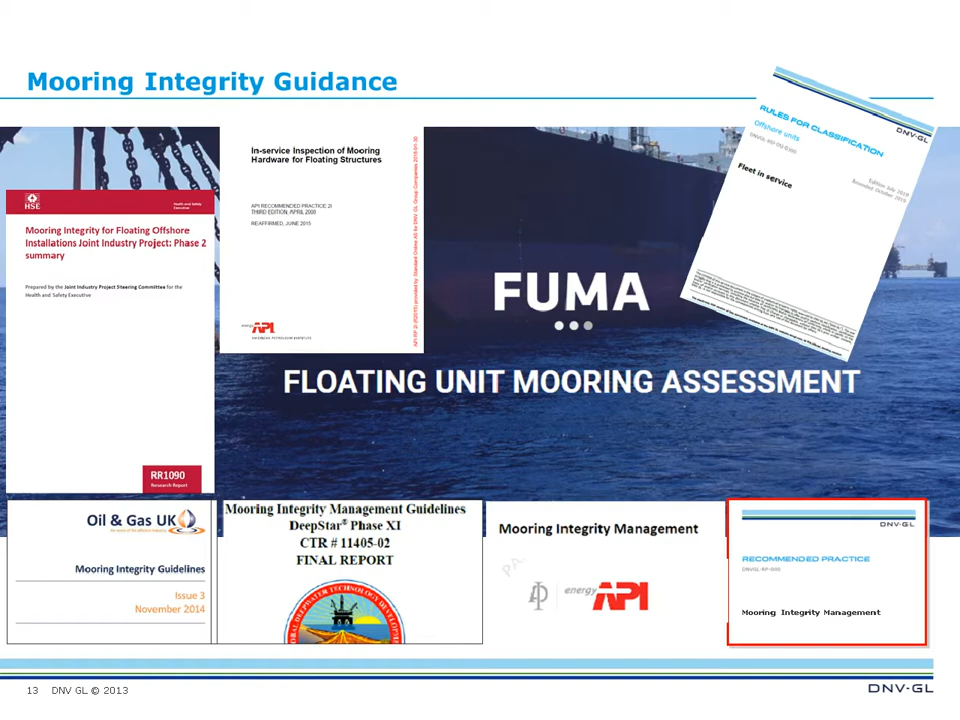 Mooring Integrity Guidance
RULES FOR CLASSIFICATION
DNV·GL
Offshore units
Edition July 2019
Amended October 2019
Fleet in service
In-service Inspection of Mooring
Hardware for Floating Structures
API RECOMMENDED PRACTICE 2I
THIRD EDITION, APRIL 2008
REAFFIRMED, JUNE 2015
energy API
AMERICAN PETROLEUM INSTITUTE
HSE
Health and Safety
Executive
Mooring Integrity for Floating Offshore
Installations Joint Industry Project: Phase 2
summary
Prepared by the Joint Industry Project Steering Committee for the
Health and Safety Executive
RR1090
Research Report
FUMA
FLOATING UNIT MOORING ASSESSMENT
Oil & Gas UK
Mooring Integrity Guidelines
Issue 3
November 2014
Mooring Integrity Management Guidelines
DeepStar® Phase XI
CTR # 11405-02
FINAL REPORT
Mooring Integrity Management
energy API
DNV·GL
RECOMMENDED PRACTICE
Mooring Integrity Management
13 DNV GL © 2013
DNV·GL